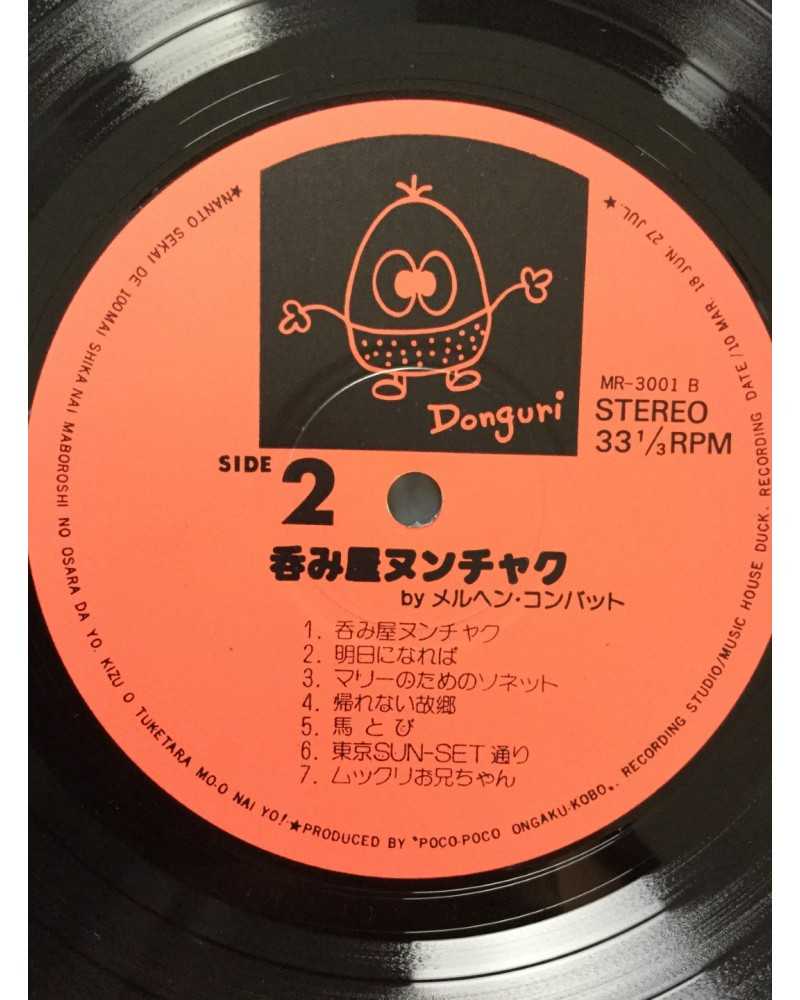 Donguri
MR-3001 B
STEREO
33 1/3 RPM
SIDE 2
呑み屋ヌンチャク
by メルヘン・コンバット
1. 呑み屋ヌンチャク
2. 明日になれば
3. マリーのためのソネット
4. 帰れない故郷
5. 馬とび
6. 東京SUN-SET通り
7. ムックリお兄ちゃん
★NANTO SEKAI DE 100MAI SHIKA NAI MABOROSHI NO OSARA DA YO. KIZU O TUKETARA MO-O NAI YO!★PRODUCED BY "POCO-POCO ONGAKU-KOBO". RECORDING STUDIO/MUSIC HOUSE DUCK. RECORDING DATE/10 MAR. 18 JUN. 27 JUL.★